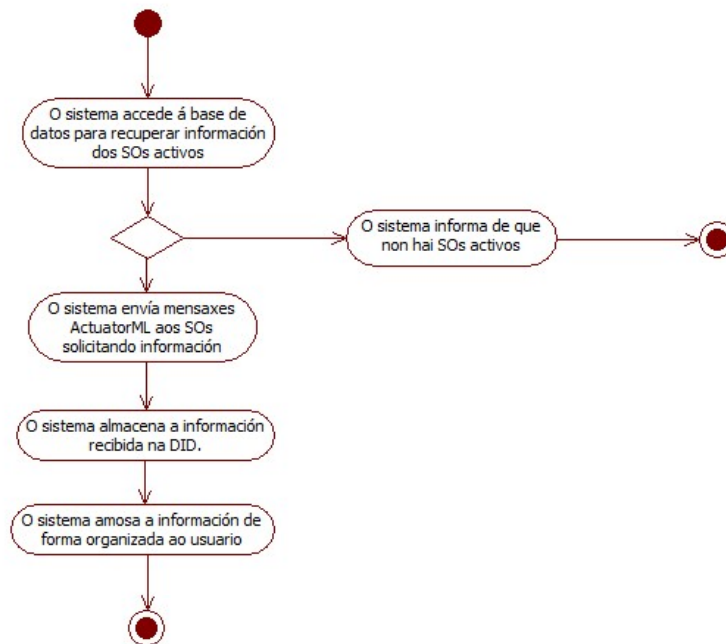 O sistema accede á base de
datos para recuperar información
dos SOs activos
O sistema informa de que
non hai SOs activos
O sistema envía mensaxes
ActuatorML aos SOs
solicitando información
O sistema almacena a información
recibida na DID.
O sistema amosa a información de
forma organizada ao usuario